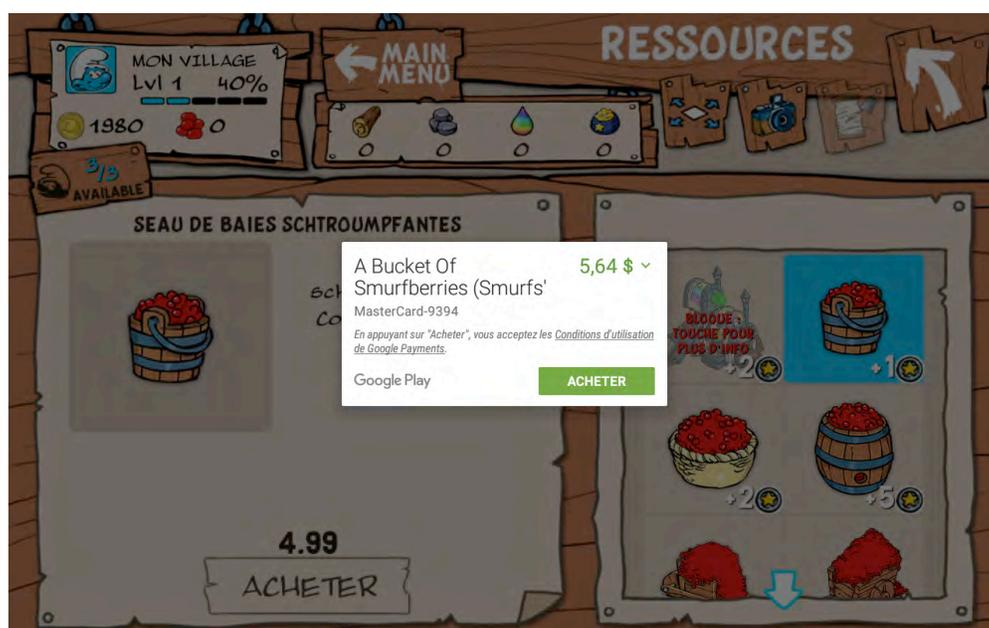 MON VILLAGE
Lvl 1 40%
1980 0
MAIN
MENU
RESSOURCES
0 0 0 0
3/3
AVAILABLE
SEAU DE BAIES SCHTROUMPFANTES
A Bucket Of
Smurfberries (Smurfs'
5,64 $
MasterCard-9394
En appuyant sur "Acheter", vous acceptez les Conditions d'utilisation
de Google Payments.
Google Play
ACHETER
BLOQUE :
TOUCHE POUR
PLUS D'INFO
+2
+1
+2
+5
4.99
ACHETER